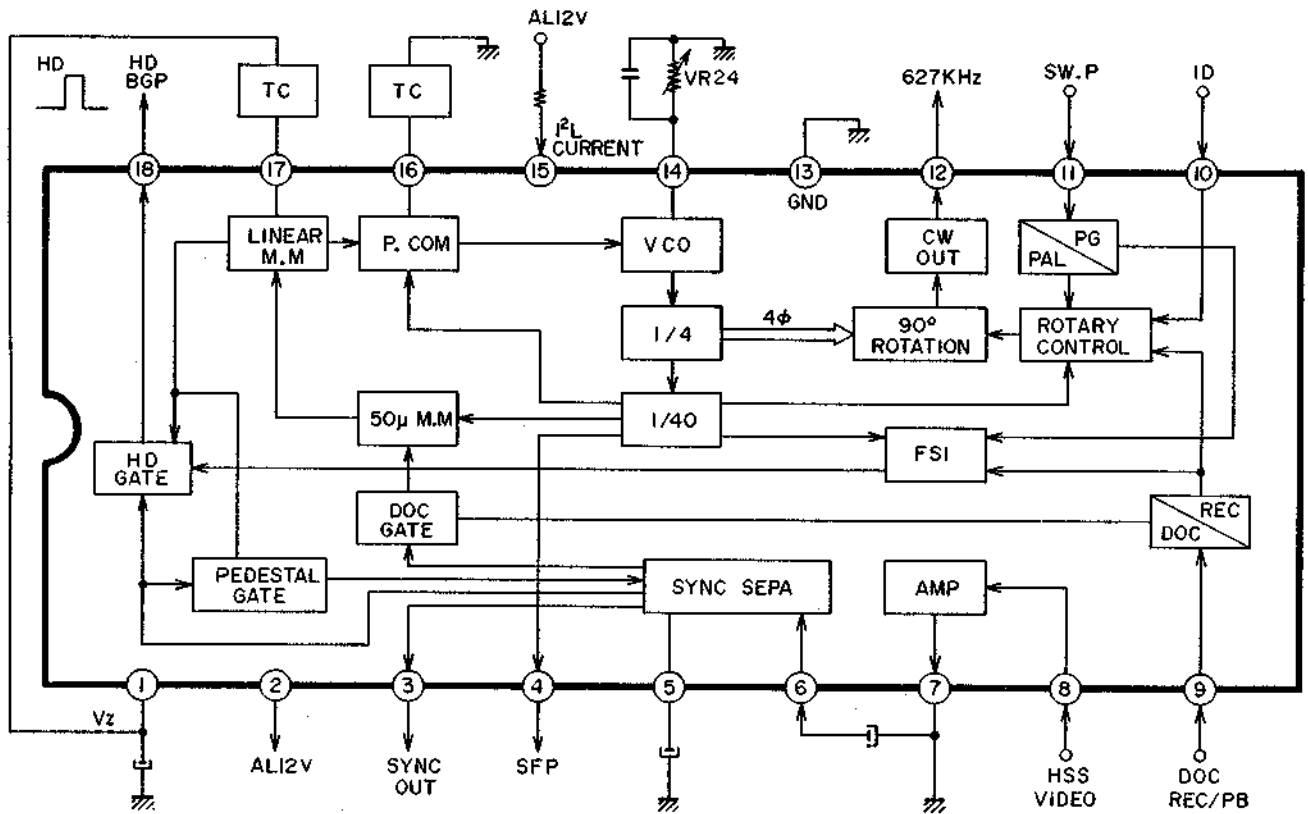 AL12V
HD
HD
BGP
TC
TC
VR24
627KHz
SW.P
ID
I²L
CURRENT
18
17
16
15
14
13
12
11
10
GND
LINEAR
M.M
P. COM
VCO
CW
OUT
PG
PAL
1/4
4φ
90°
ROTATION
ROTARY
CONTROL
50μ M.M
1/40
HD
GATE
FSI
DOC
GATE
REC
DOC
PEDESTAL
GATE
SYNC SEPA
AMP
1
2
3
4
5
6
7
8
9
Vz
AL12V
SYNC
OUT
SFP
HSS
ViDEO
DOC
REC/PB